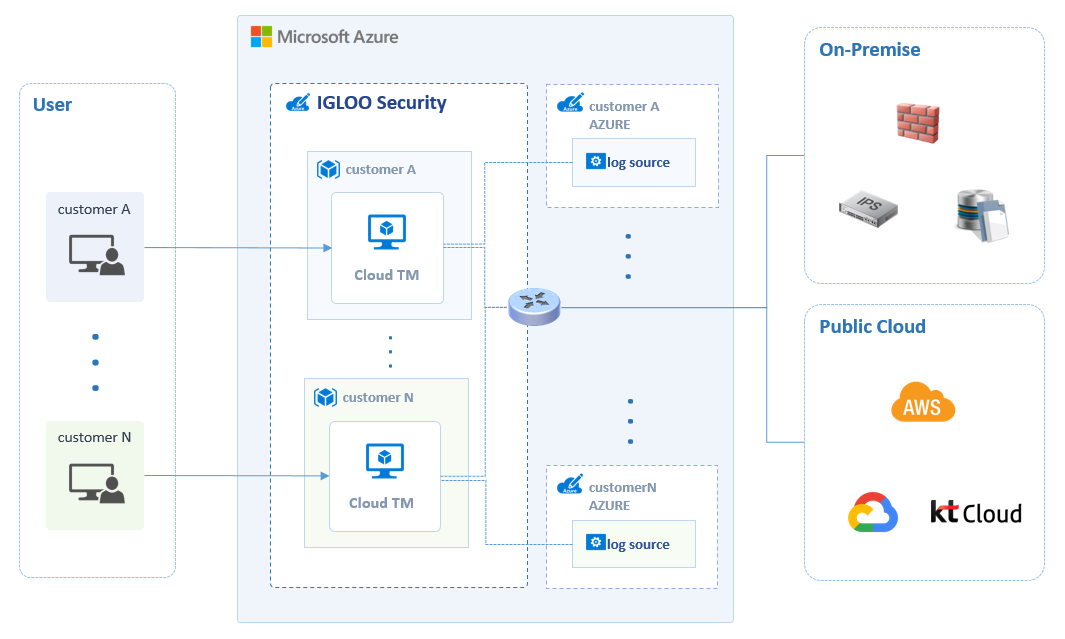 User
customer A
customer N
Microsoft Azure
Azure
IGLOO Security
customer A
Cloud TM
customer N
Cloud TM
Azure
customer A
AZURE
log source
Azure
customerN
AZURE
log source
On-Premise
IPS
Public Cloud
AWS
kt Cloud